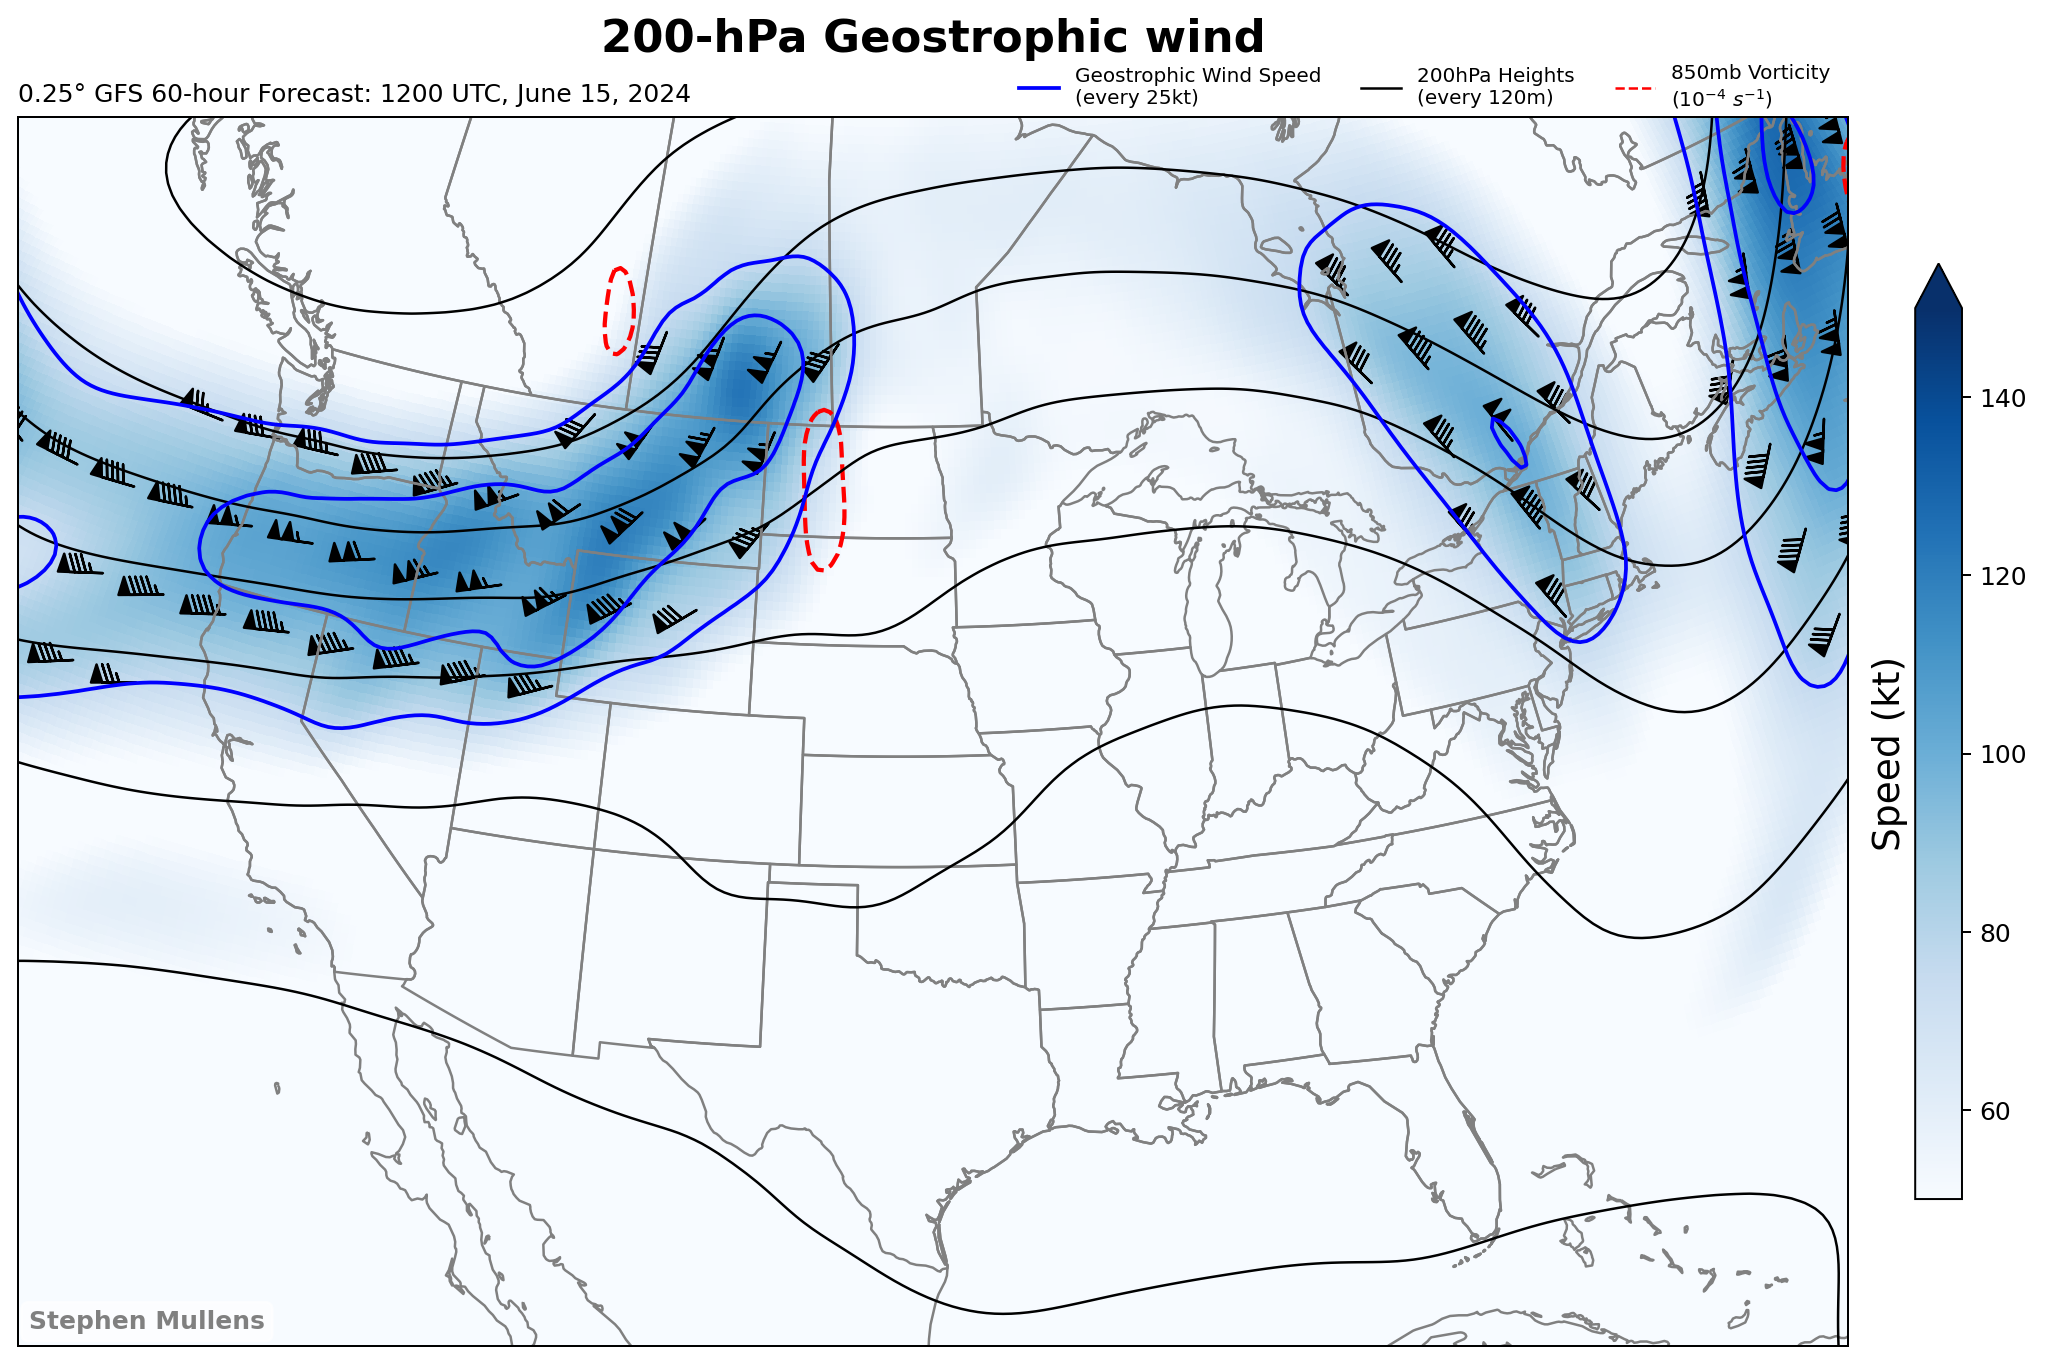 200-hPa Geostrophic wind
0.25° GFS 60-hour Forecast: 1200 UTC, June 15, 2024
Geostrophic Wind Speed
(every 25kt)
200hPa Heights
(every 120m)
850mb Vorticity
(10⁻⁴ s⁻¹)
140
120
100
80
60
Speed (kt)
Stephen Mullens